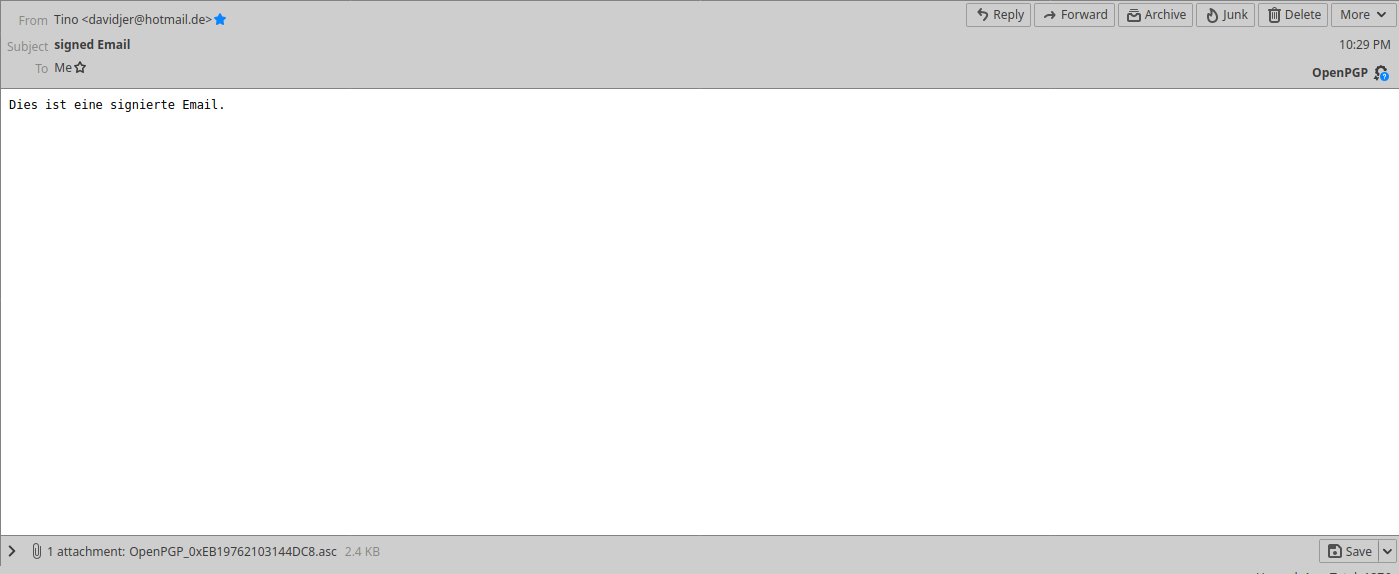 From Tino <davidjer@hotmail.de> Reply Forward Archive Junk Delete More
Subject signed Email 10:29 PM
To Me OpenPGP
Dies ist eine signierte Email.
1 attachment: OpenPGP_0xEB19762103144DC8.asc 2.4 KB Save